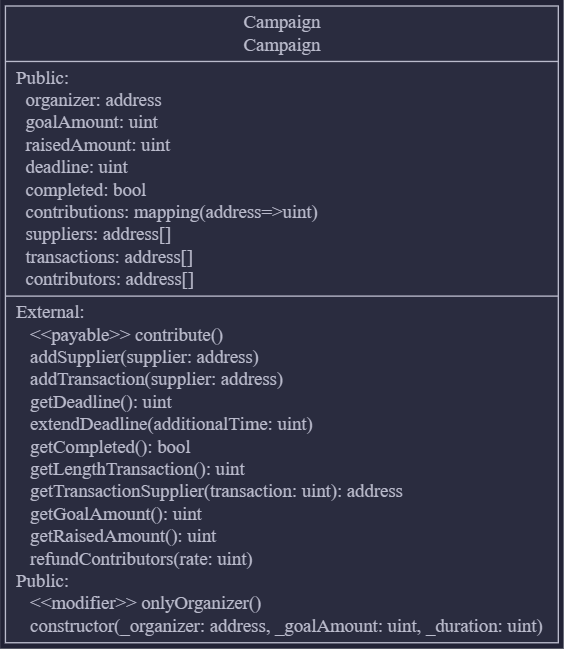 Campaign
Campaign
Public:
organizer: address
goalAmount: uint
raisedAmount: uint
deadline: uint
completed: bool
contributions: mapping(address=>uint)
suppliers: address[]
transactions: address[]
contributors: address[]
External:
<<payable>> contribute()
addSupplier(supplier: address)
addTransaction(supplier: address)
getDeadline(): uint
extendDeadline(additionalTime: uint)
getCompleted(): bool
getLengthTransaction(): uint
getTransactionSupplier(transaction: uint): address
getGoalAmount(): uint
getRaisedAmount(): uint
refundContributors(rate: uint)
Public:
<<modifier>> onlyOrganizer()
constructor(_organizer: address, _goalAmount: uint, _duration: uint)